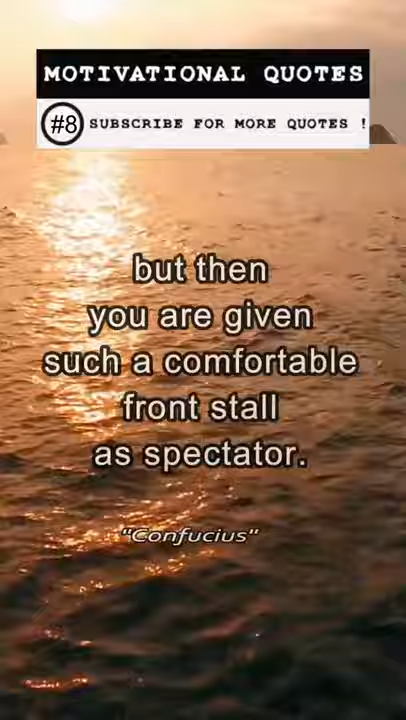 MOTIVATIONAL QUOTES
#8 SUBSCRIBE FOR MORE QUOTES !
but then
you are given
such a comfortable
front stall
as spectator.
"Confucius"